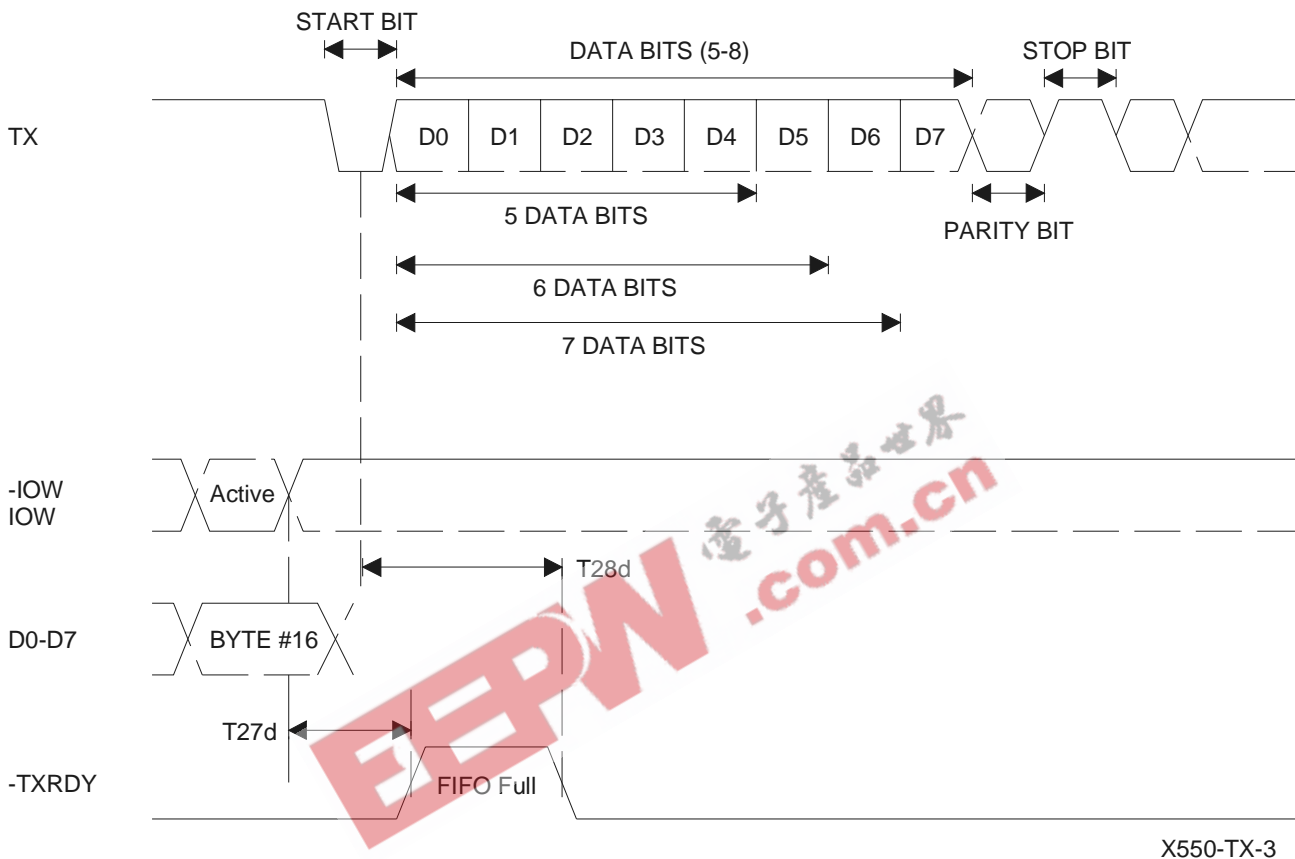 START BIT
DATA BITS (5-8)
STOP BIT
TX
D0 D1 D2 D3 D4 D5 D6 D7
5 DATA BITS
PARITY BIT
6 DATA BITS
7 DATA BITS
-IOW
IOW
Active
T28d
D0-D7
BYTE #16
T27d
-TXRDY
FIFO Full
EEPW
電子產品世界
.com.cn
X550-TX-3